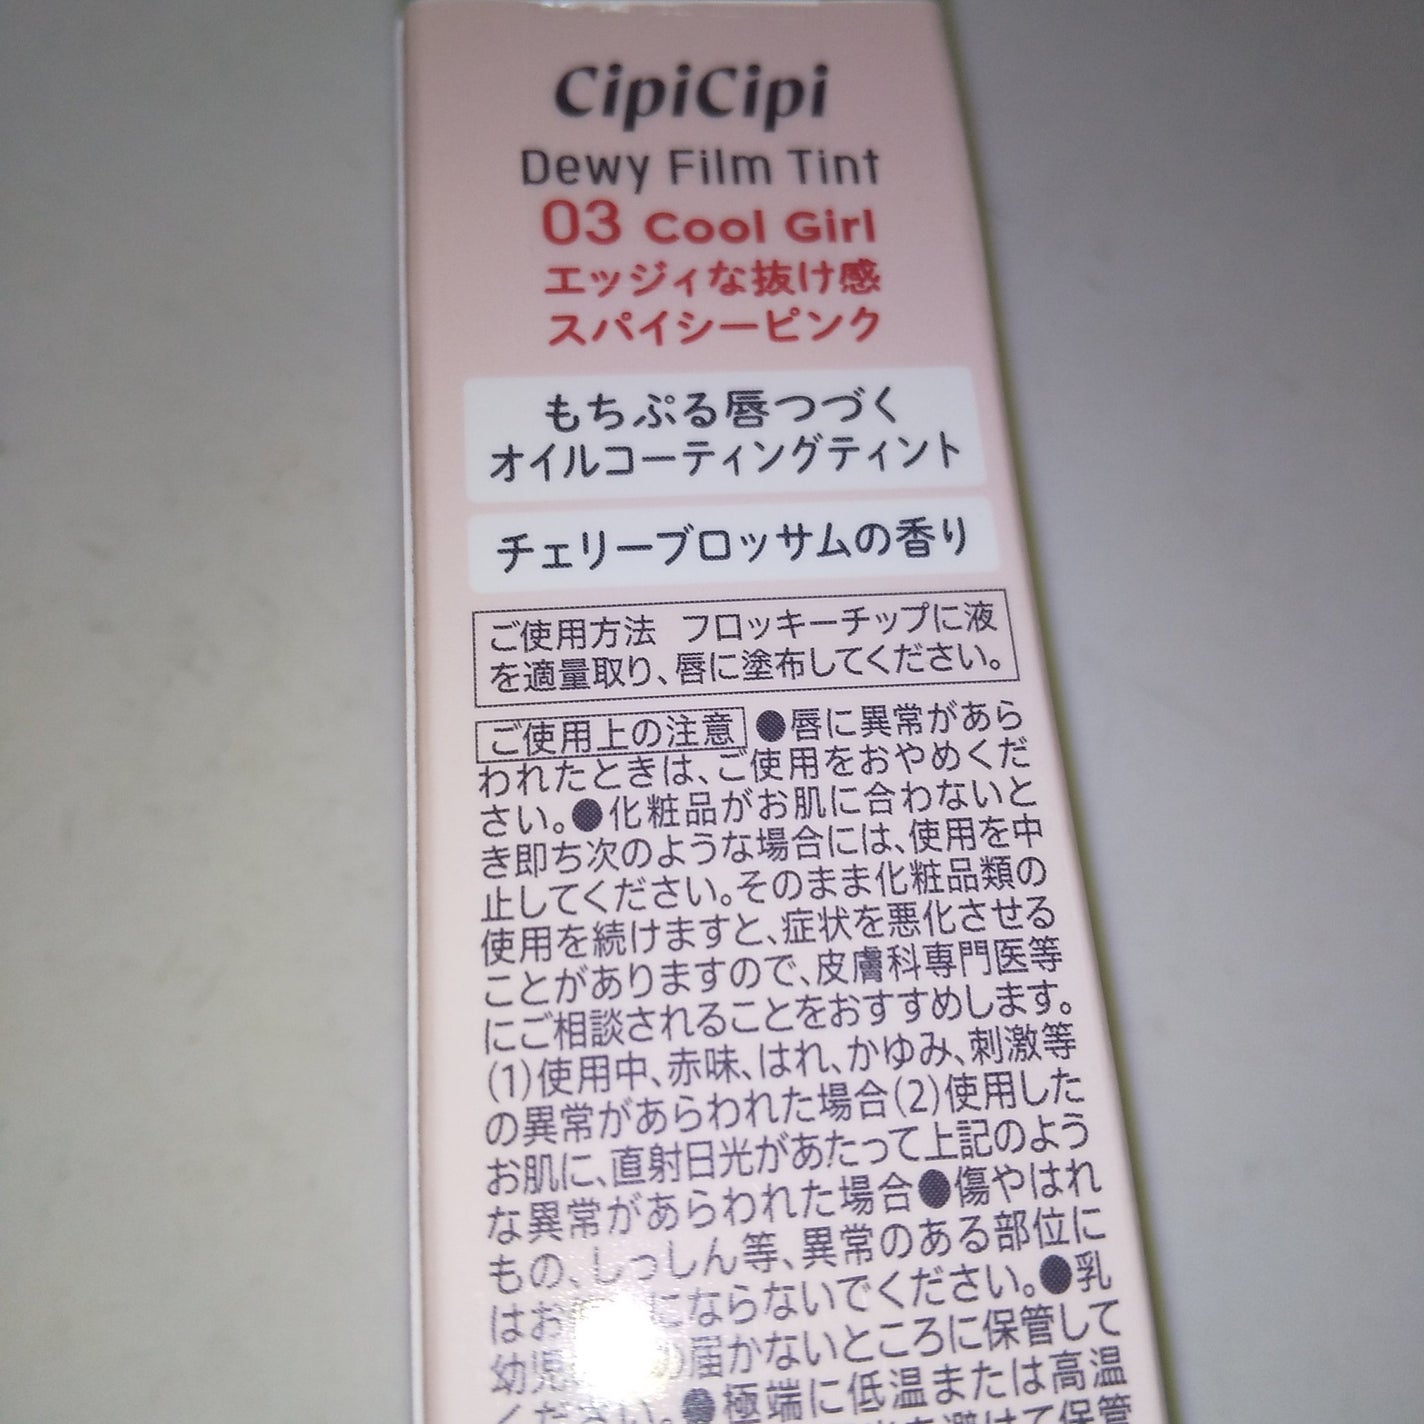 CipiCipi
Dewy Film Tint
03 Cool Girl
エッジィな抜け感
スパイシーピンク
もちぷる唇つづく
オイルコーティングティント
チェリーブロッサムの香り
ご使用方法 フロッキーチップに液
を適量取り、唇に塗布してください。
ご使用上の注意 ●唇に異常があら
われたときは、ご使用をおやめくだ
さい。●化粧品がお肌に合わないと
き即ち次のような場合には、使用を中
止してください。そのまま化粧品類の
使用を続けますと、症状を悪化させる
ことがありますので、皮膚科専門医等
にご相談されることをおすすめします。
(1)使用中、赤味、はれ、かゆみ、刺激等
の異常があらわれた場合(2)使用した
お肌に、直射日光があたって上記のよう
な異常があらわれた場合●傷やはれ
もの、しっしん等、異常のある部位に
はお にならないでください。●乳
幼児 の届かないところに保管して
ください。●極端に低温または高温
を避けて保管